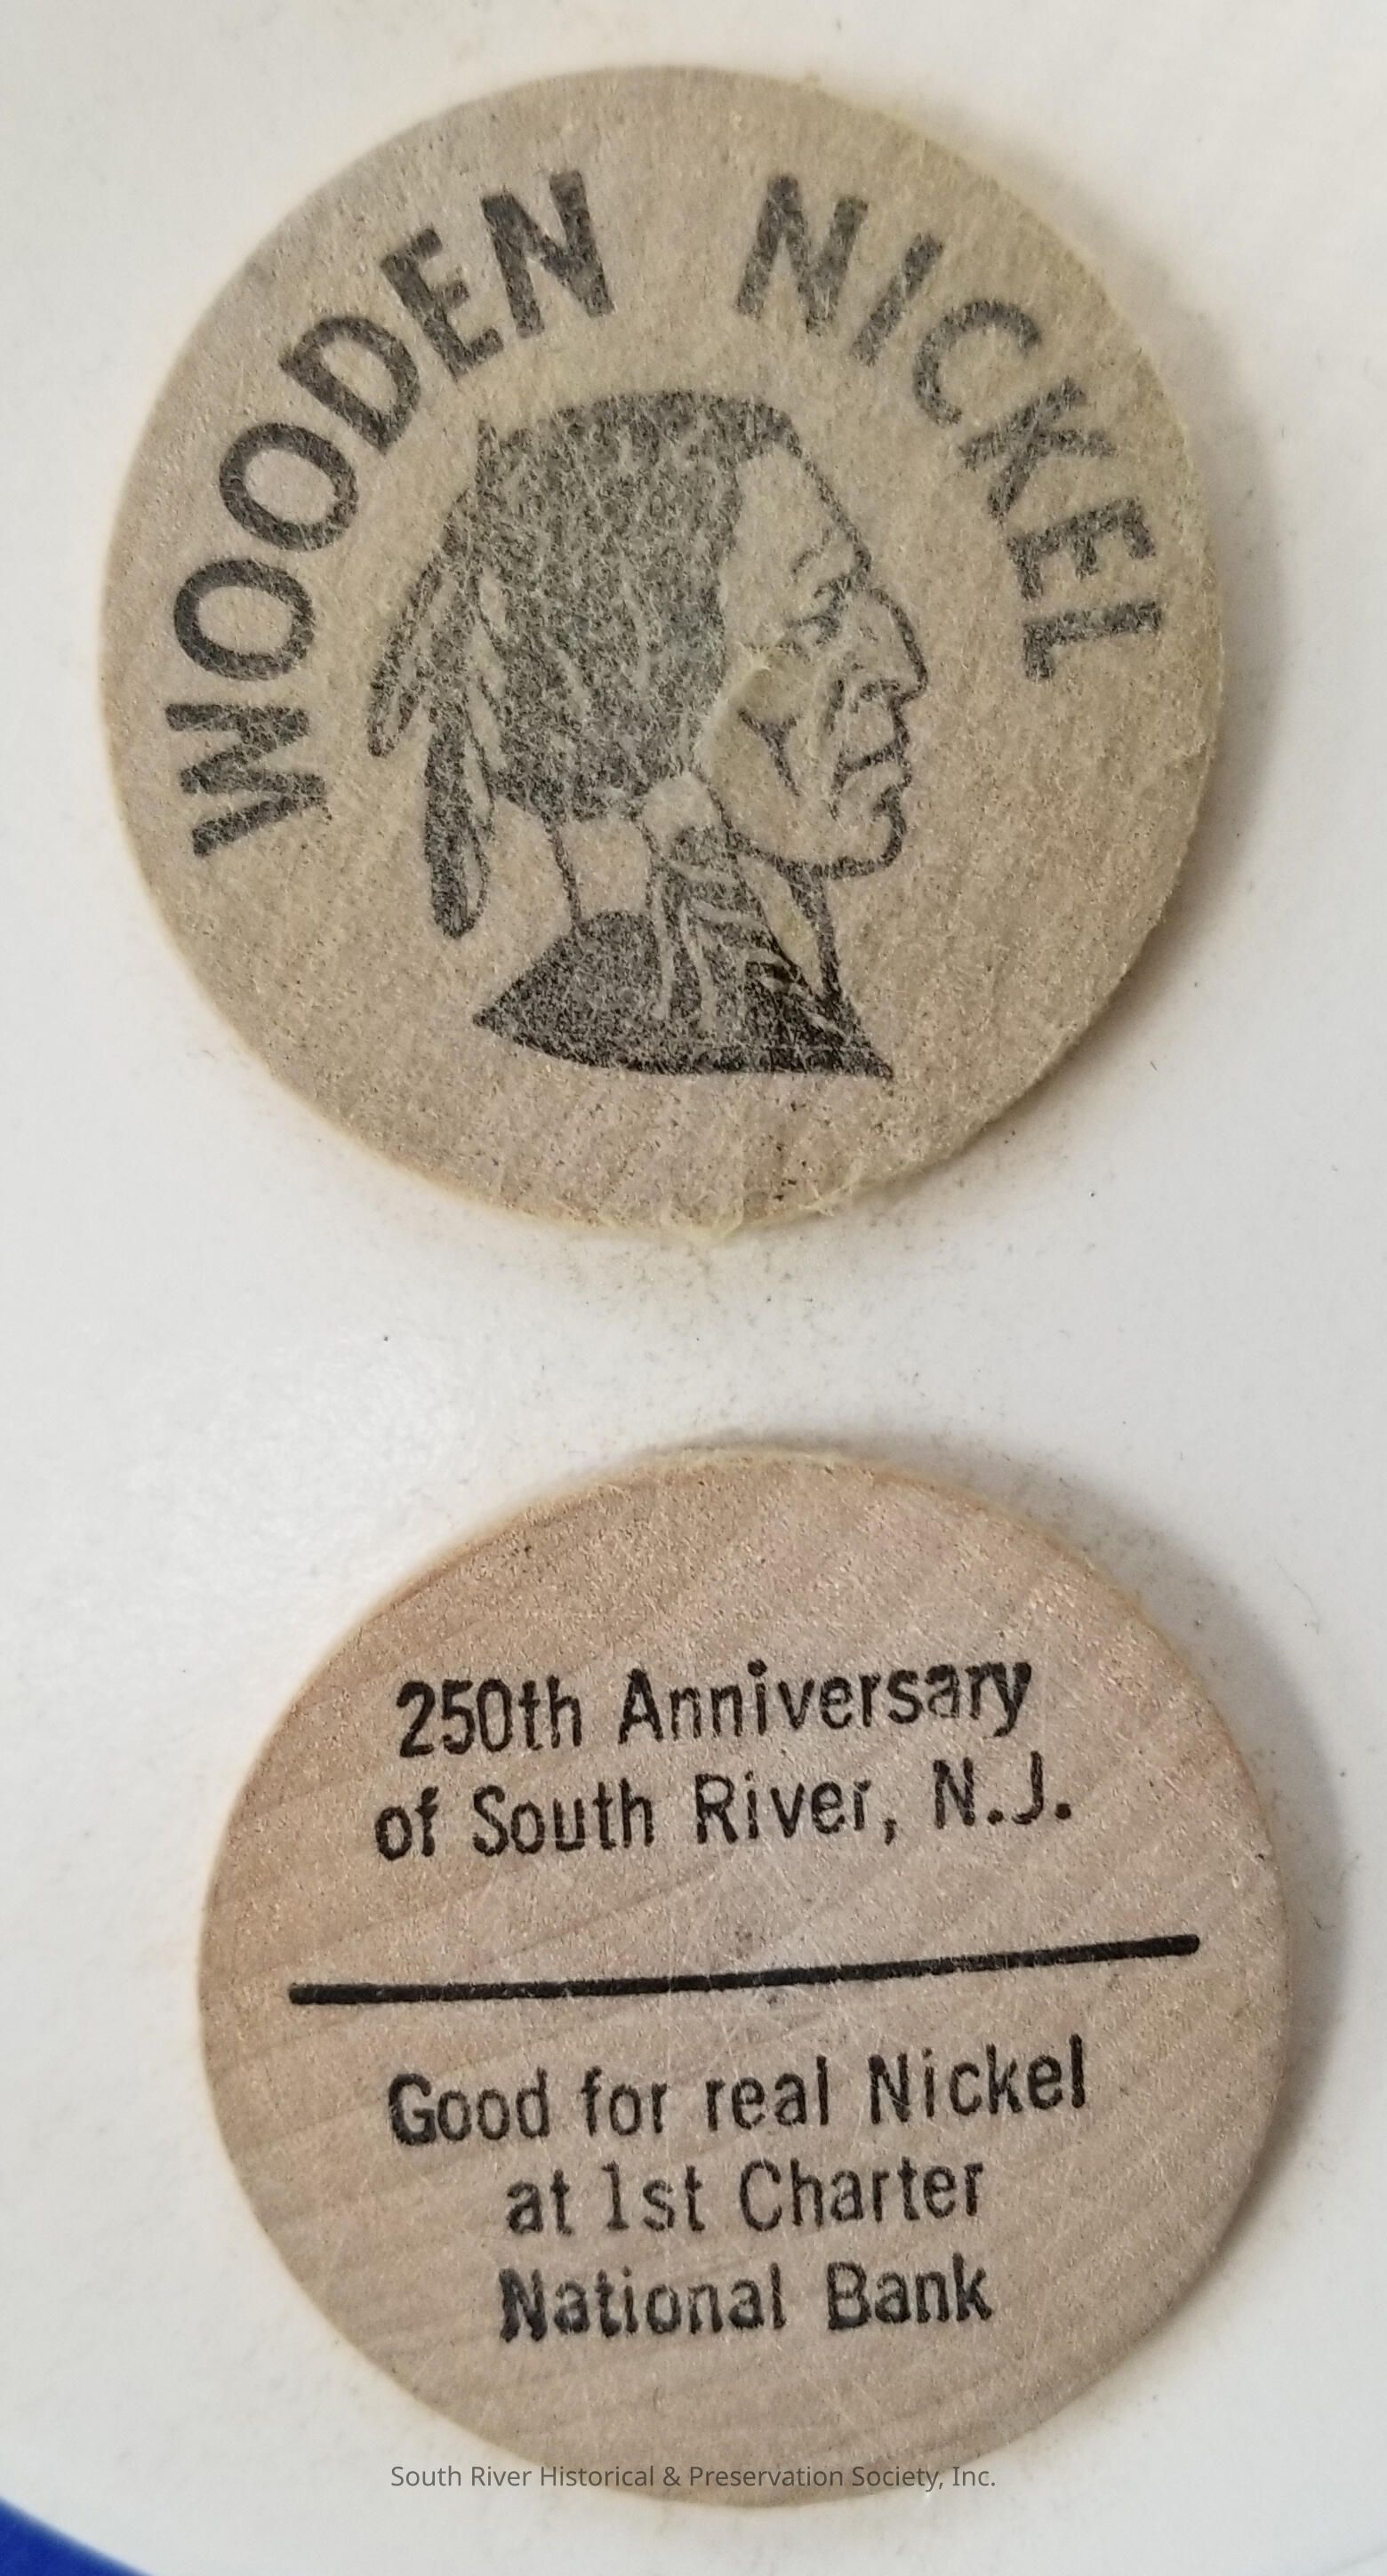 WOODEN NICKEL
250th Anniversary
of South River, N.J.
Good for real Nickel
at 1st Charter
National Bank
South River Historical & Preservation Society, Inc.